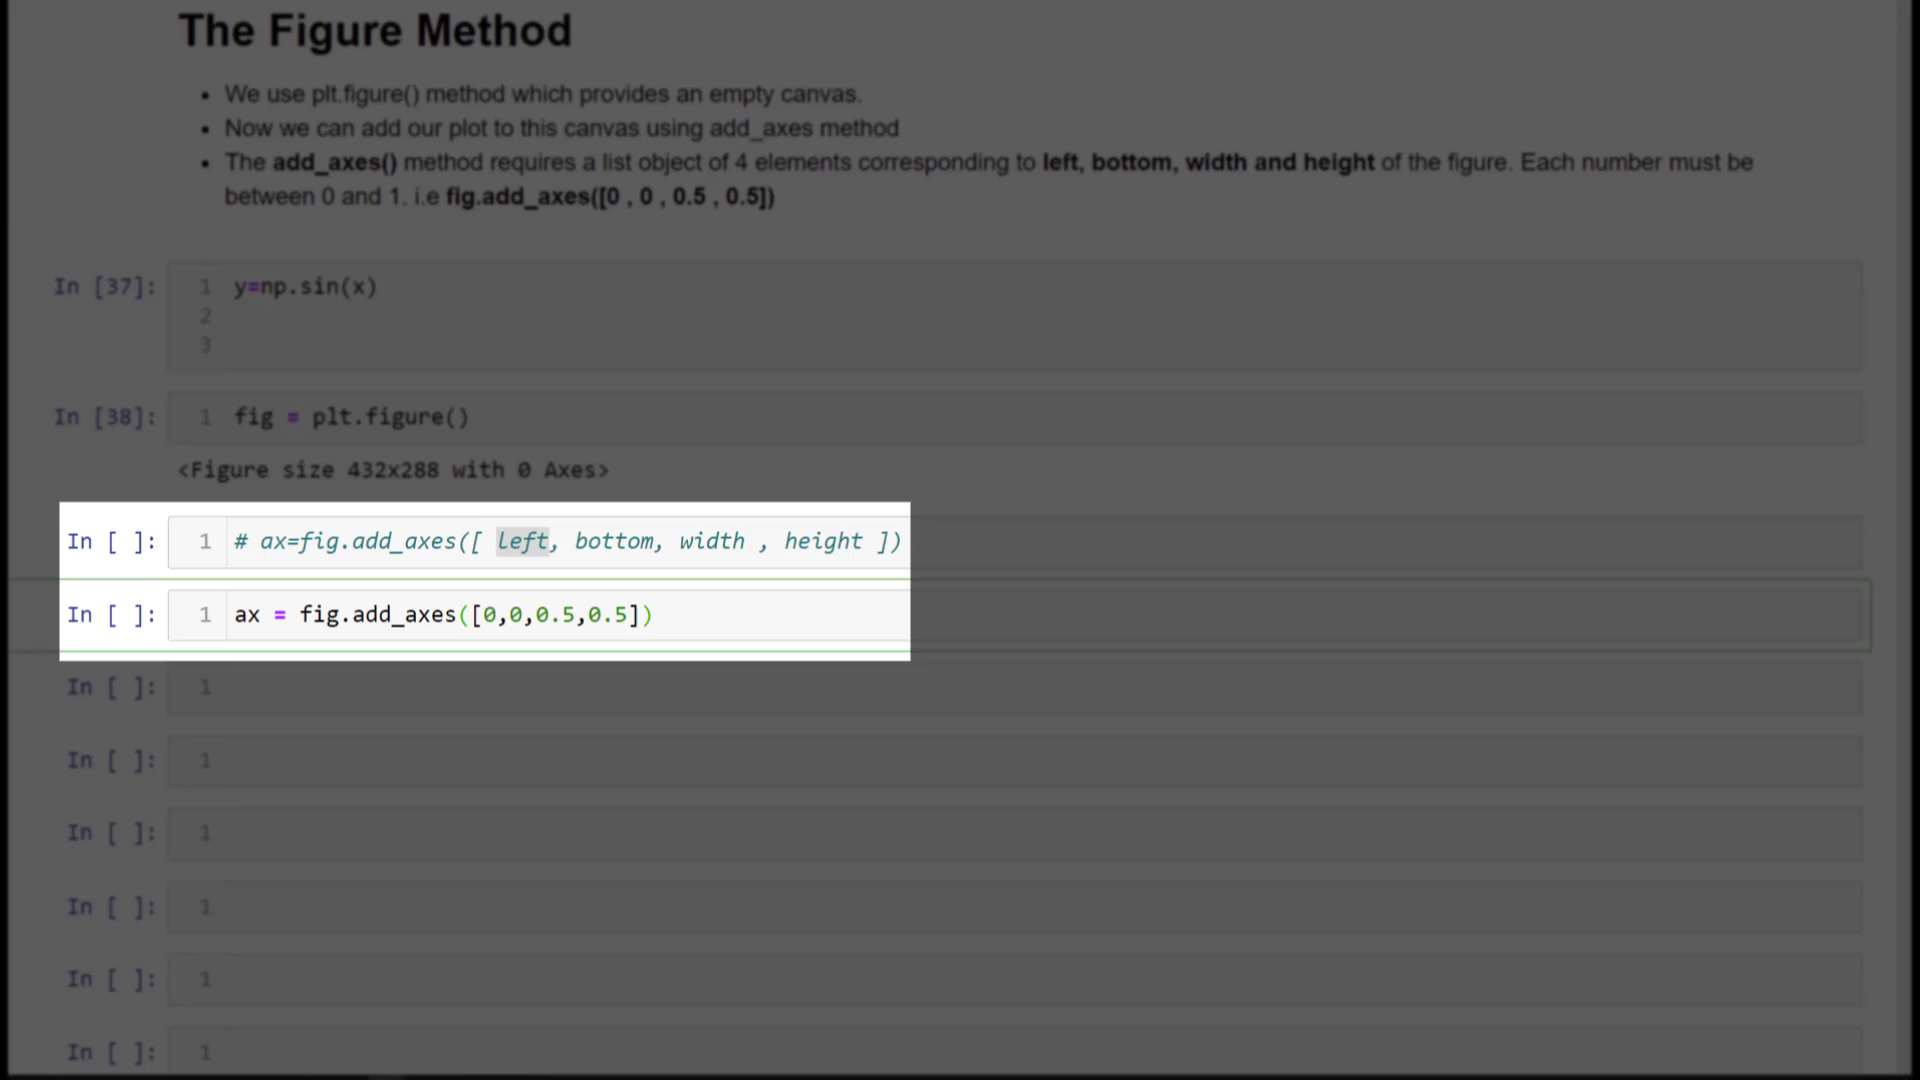 The Figure Method
• We use plt.figure() method which provides an empty canvas.
• Now we can add our plot to this canvas using add_axes method
• The add_axes() method requires a list object of 4 elements corresponding to left, bottom, width and height of the figure. Each number must be
between 0 and 1. i.e fig.add_axes([0 , 0 , 0.5 , 0.5])
In [37]: 1 y=np.sin(x)
2
3
In [38]: 1 fig = plt.figure()
<Figure size 432x288 with 0 Axes>
In [ ]: 1 # ax=fig.add_axes([ left, bottom, width , height ])
In [ ]: 1 ax = fig.add_axes([0,0,0.5,0.5])
In [ ]: 1
In [ ]: 1
In [ ]: 1
In [ ]: 1
In [ ]: 1
In [ ]: 1